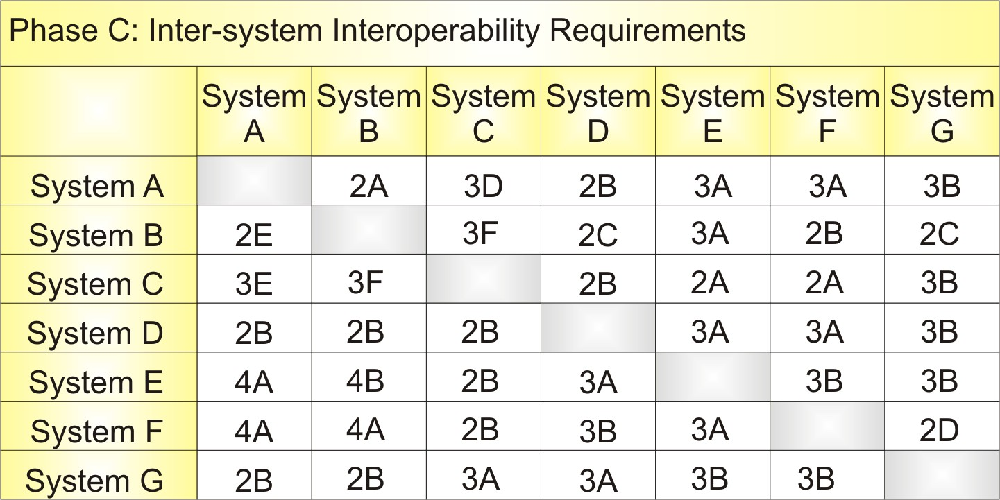 Phase C: Inter-system Interoperability Requirements
System A System B System C System D System E System F System G
System A 2A 3D 2B 3A 3A 3B
System B 2E 3F 2C 3A 2B 2C
System C 3E 3F 2B 2A 2A 3B
System D 2B 2B 2B 3A 3A 3B
System E 4A 4B 2B 3A 3B 3B
System F 4A 4A 2B 3B 3A 2D
System G 2B 2B 3A 3A 3B 3B